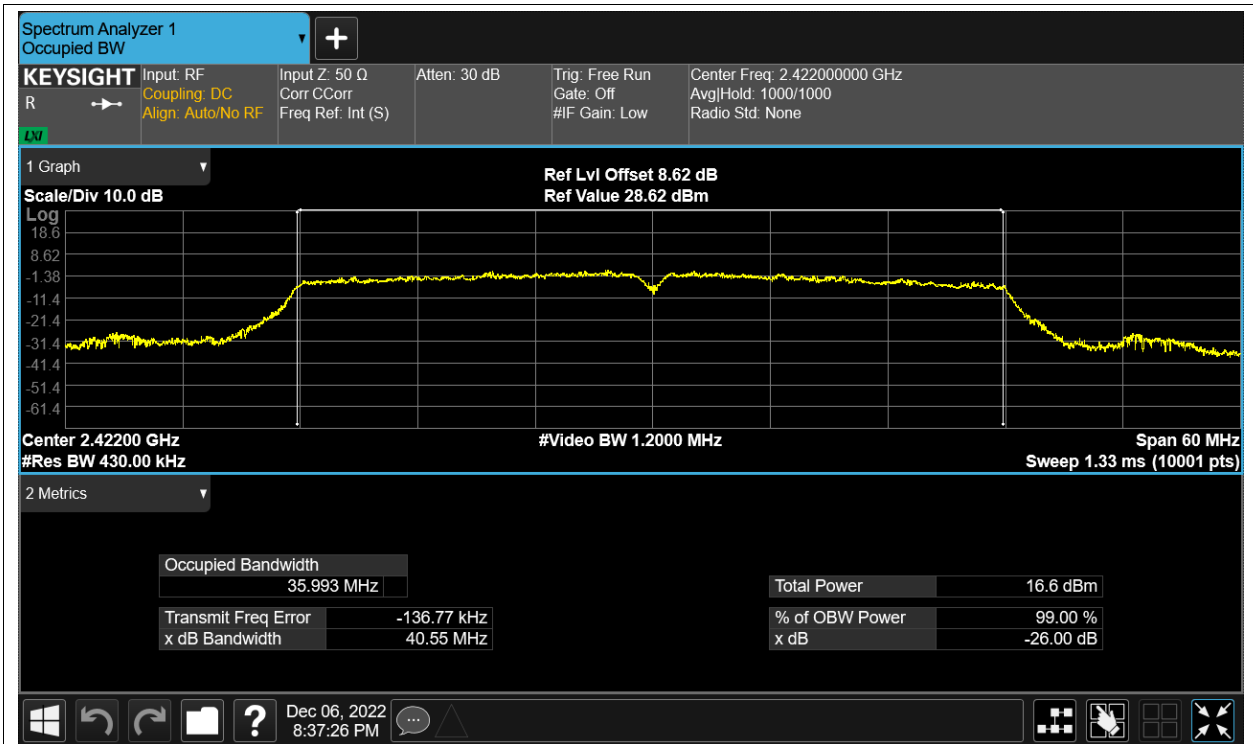 Spectrum Analyzer 1
Occupied BW
+
KEYSIGHT
R
LXI
Input: RF
Coupling: DC
Align: Auto/No RF
Input Z: 50 Ω
Corr CCorr
Freq Ref: Int (S)
Atten: 30 dB
Trig: Free Run
Gate: Off
#IF Gain: Low
Center Freq: 2.422000000 GHz
Avg|Hold: 1000/1000
Radio Std: None
1 Graph
Scale/Div 10.0 dB
Ref Lvl Offset 8.62 dB
Ref Value 28.62 dBm
Log
18.6
8.62
-1.38
-11.4
-21.4
-31.4
-41.4
-51.4
-61.4
Center 2.42200 GHz
#Video BW 1.2000 MHz
Span 60 MHz
#Res BW 430.00 kHz
Sweep 1.33 ms (10001 pts)
2 Metrics
Occupied Bandwidth
35.993 MHz
Total Power 16.6 dBm
Transmit Freq Error -136.77 kHz
% of OBW Power 99.00 %
x dB Bandwidth 40.55 MHz
x dB -26.00 dB
?
Dec 06, 2022
8:37:26 PM